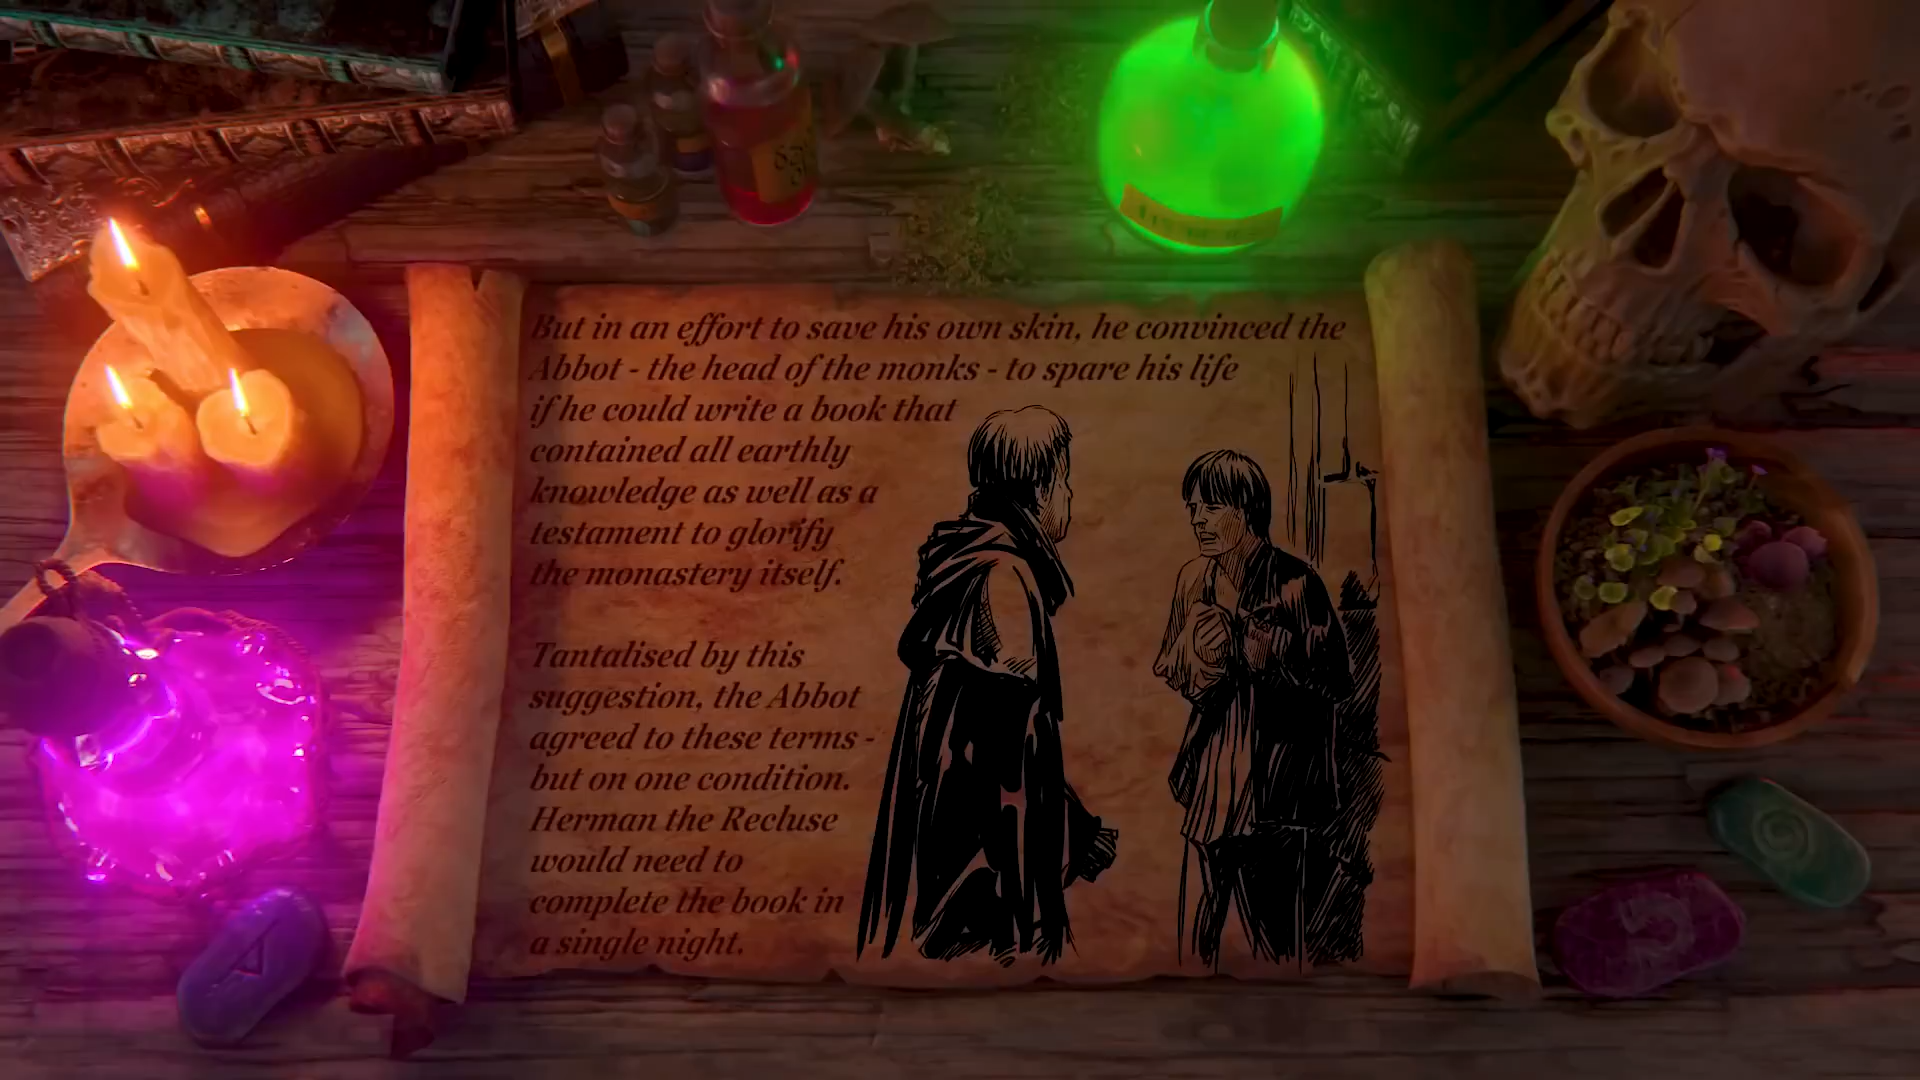 But in an effort to save his own skin, he convinced the
Abbot - the head of the monks - to spare his life
if he could write a book that
contained all earthly
knowledge as well as a
testament to glorify
the monastery itself.
Tantalised by this
suggestion, the Abbot
agreed to these terms -
but on one condition.
Herman the Recluse
would need to
complete the book in
a single night.